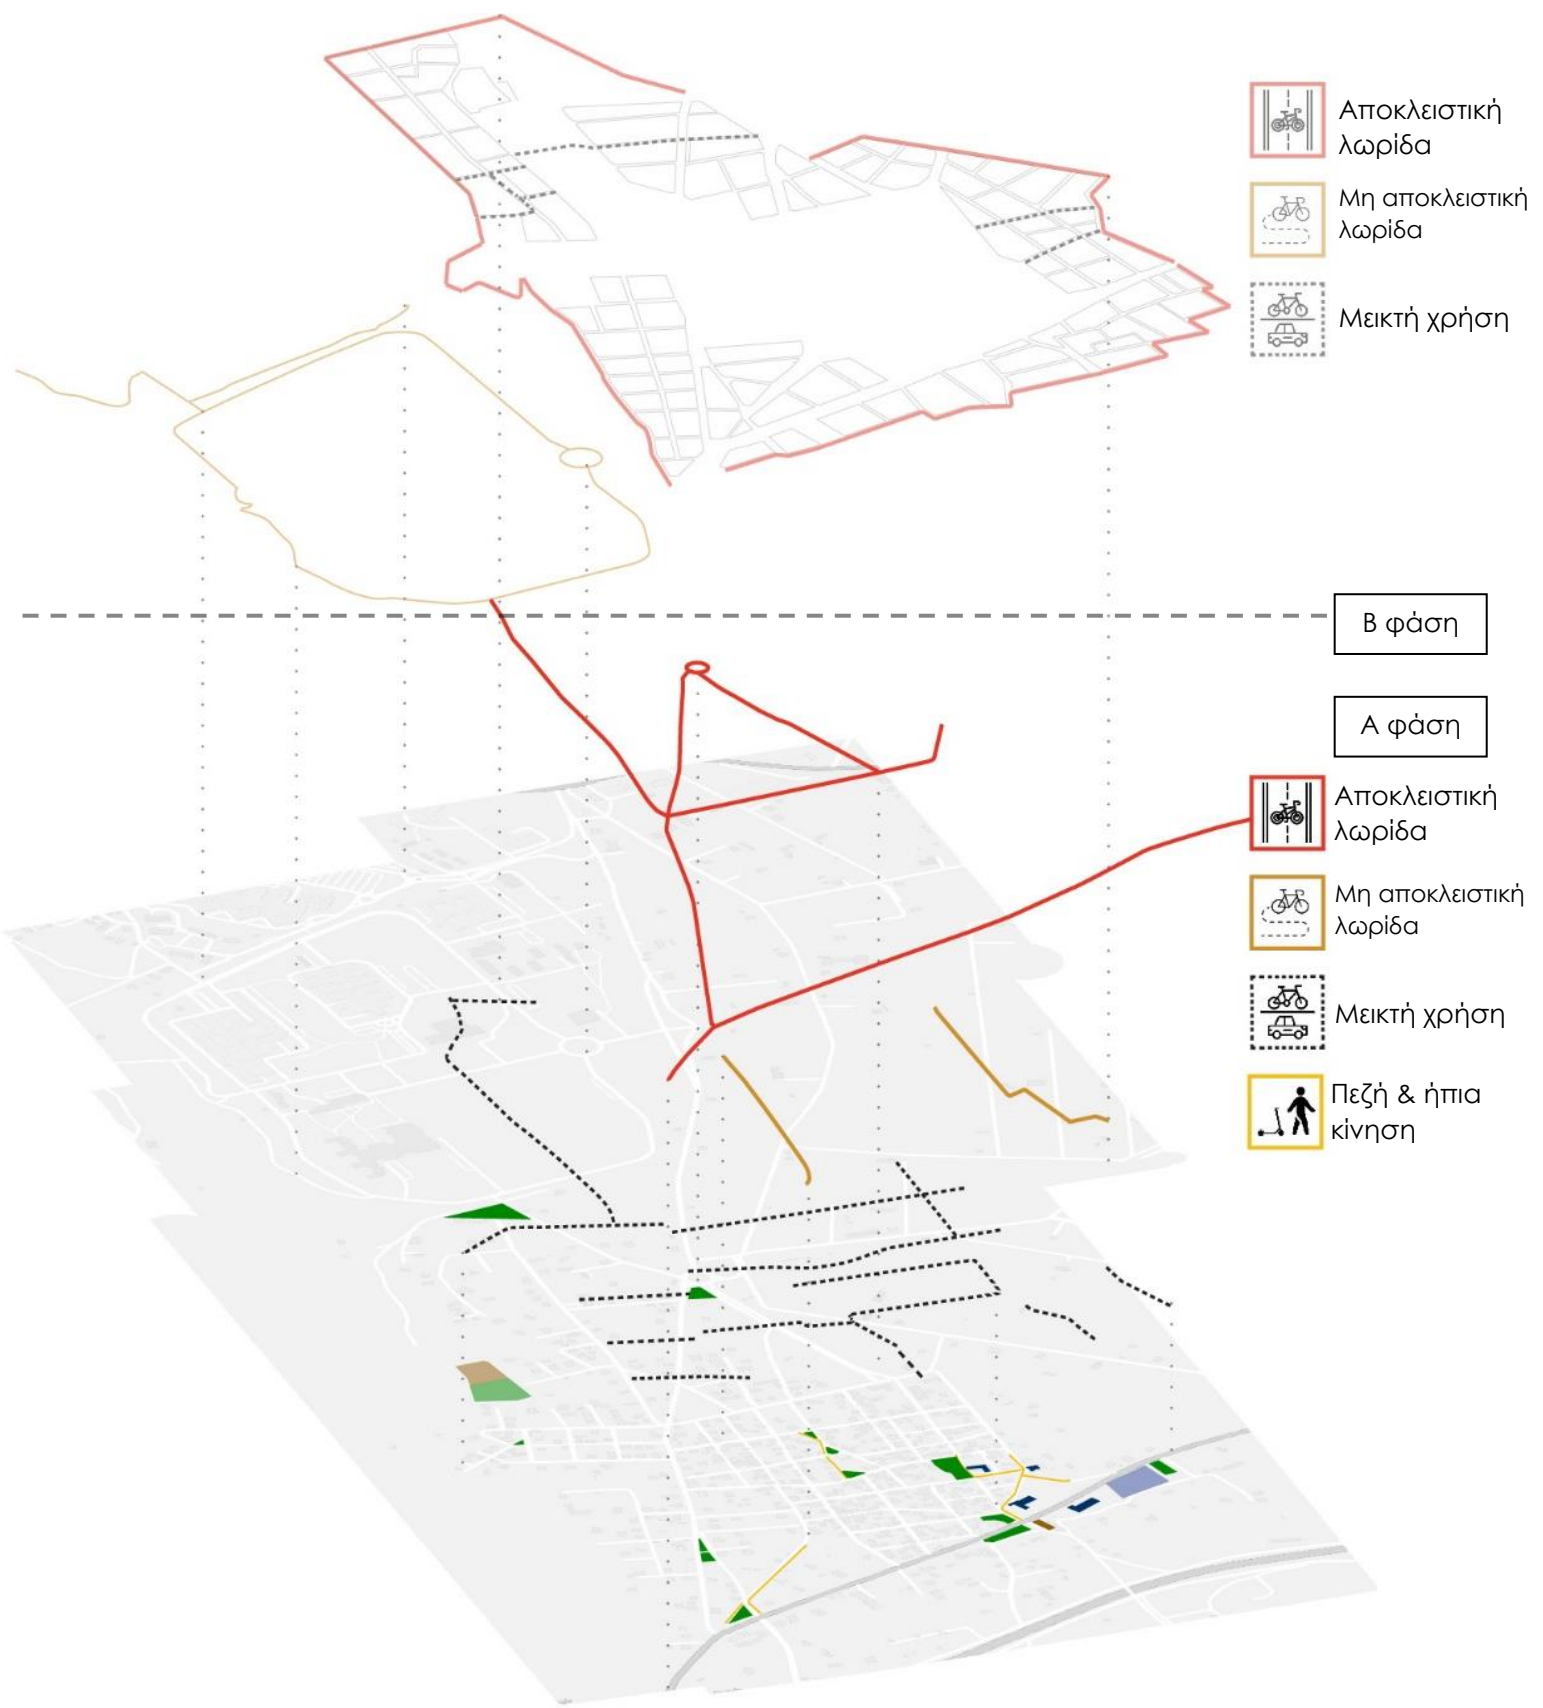 Αποκλειστική
λωρίδα
Μη αποκλειστική
λωρίδα
Μεικτή χρήση
Β φάση
Α φάση
Αποκλειστική
λωρίδα
Μη αποκλειστική
λωρίδα
Μεικτή χρήση
Πεζή & ήπια
κίνηση